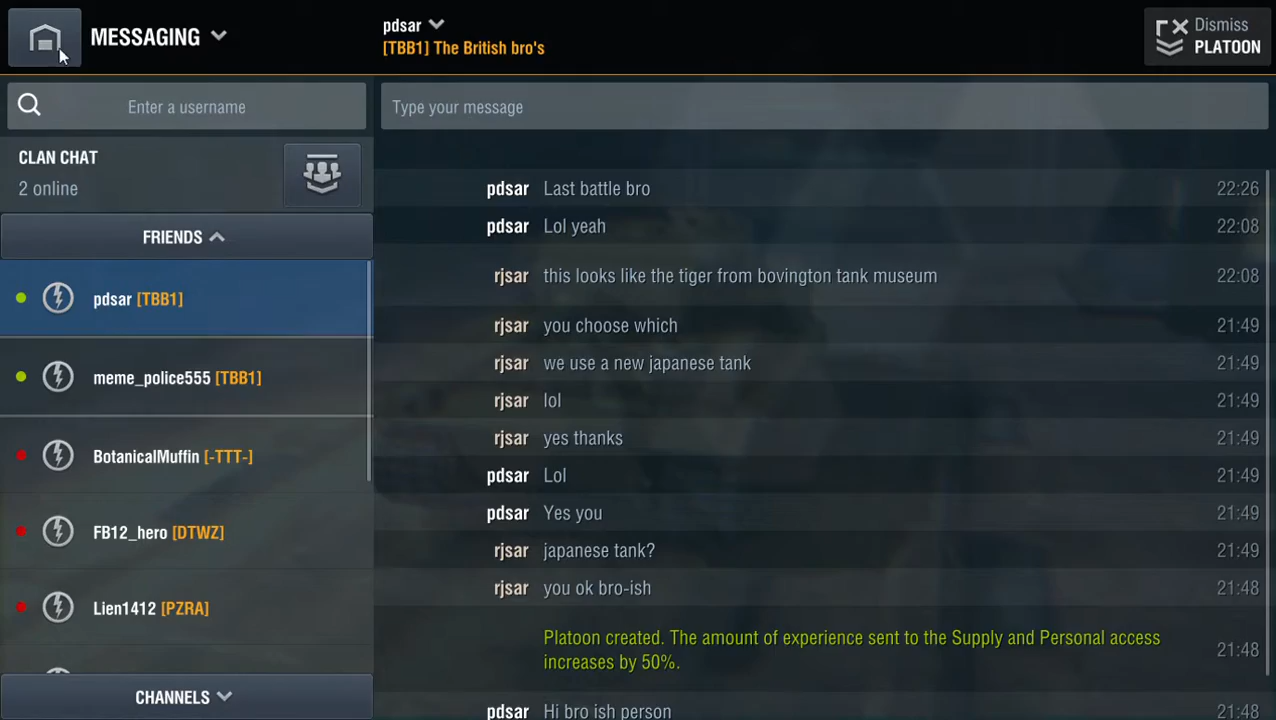 MESSAGING
pdsar
[TBB1] The British bro's
Dismiss
PLATOON
Enter a username
Type your message
CLAN CHAT
2 online
FRIENDS
pdsar [TBB1]
meme_police555 [TBB1]
BotanicalMuffin [-TTT-]
FB12_hero [DTWZ]
Lien1412 [PZRA]
CHANNELS
pdsar Last battle bro 22:26
pdsar Lol yeah 22:08
rjsar this looks like the tiger from bovington tank museum 22:08
rjsar you choose which 21:49
rjsar we use a new japanese tank 21:49
rjsar lol 21:49
rjsar yes thanks 21:49
pdsar Lol 21:49
pdsar Yes you 21:49
rjsar japanese tank? 21:49
rjsar you ok bro-ish 21:48
Platoon created. The amount of experience sent to the Supply and Personal access
increases by 50%. 21:48
pdsar Hi bro ish person 21:48